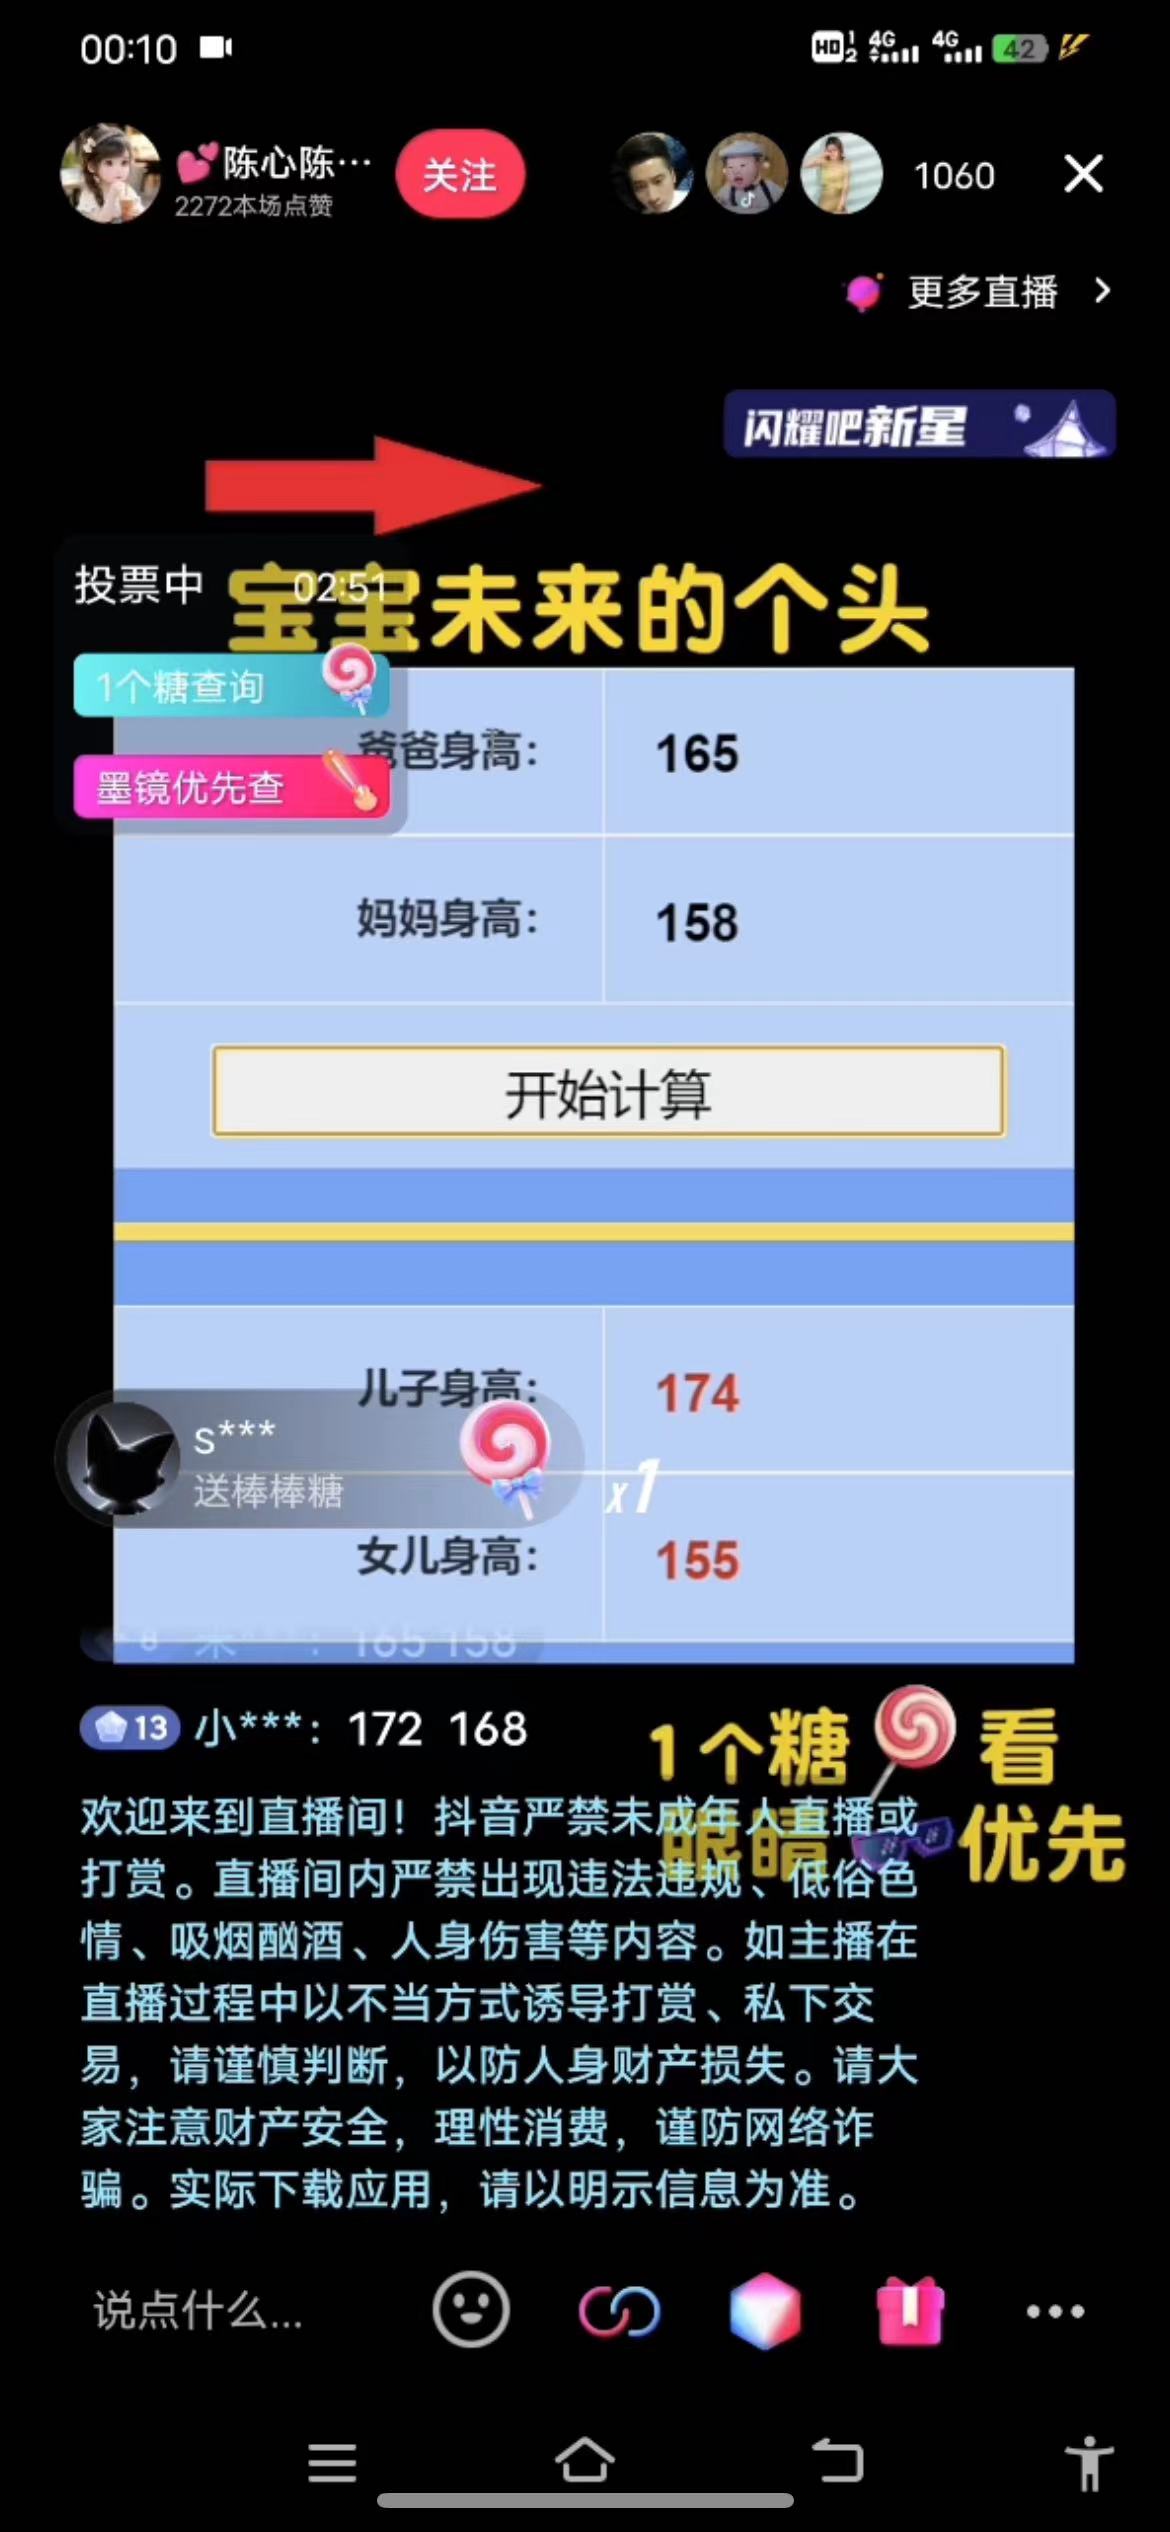 00:10
HD 1 2 4G 4G 42
陈心陈…
关注
1060
2272本场点赞
更多直播
闪耀吧新星
投票中 02:51
宝宝未来的个头
1个糖查询
爸爸身高: 165
墨镜优先查
妈妈身高: 158
开始计算
儿子身高: 174
s***
送棒棒糖
x1
女儿身高: 155
8 : 165 158
13 小***: 172 168
1个糖 看
眼睛 优先
欢迎来到直播间！抖音严禁未成年人直播或
打赏。直播间内严禁出现违法违规、低俗色
情、吸烟酗酒、人身伤害等内容。如主播在
直播过程中以不当方式诱导打赏、私下交
易，请谨慎判断，以防人身财产损失。请大
家注意财产安全，理性消费，谨防网络诈
骗。实际下载应用，请以明示信息为准。
说点什么...